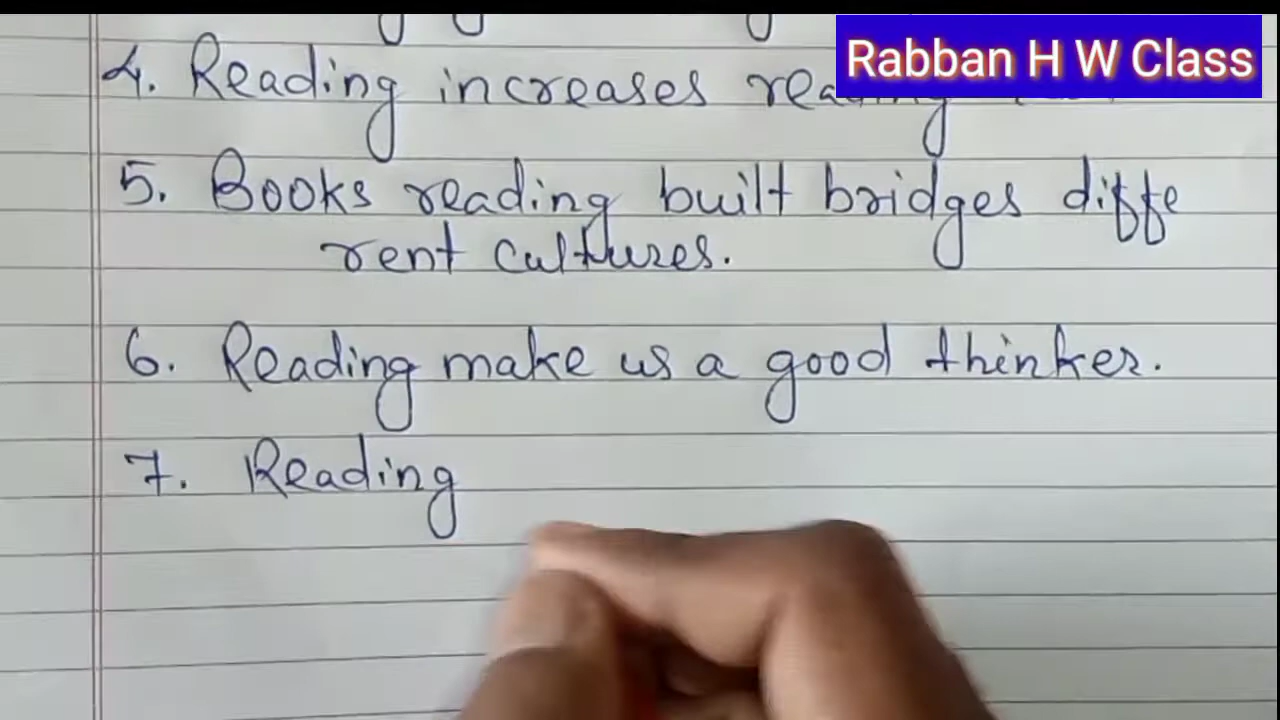 Rabban H W Class
4. Reading increases reading
5. Books reading built bridges diffe
rent cultures.
6. Reading make us a good thinker.
7. Reading